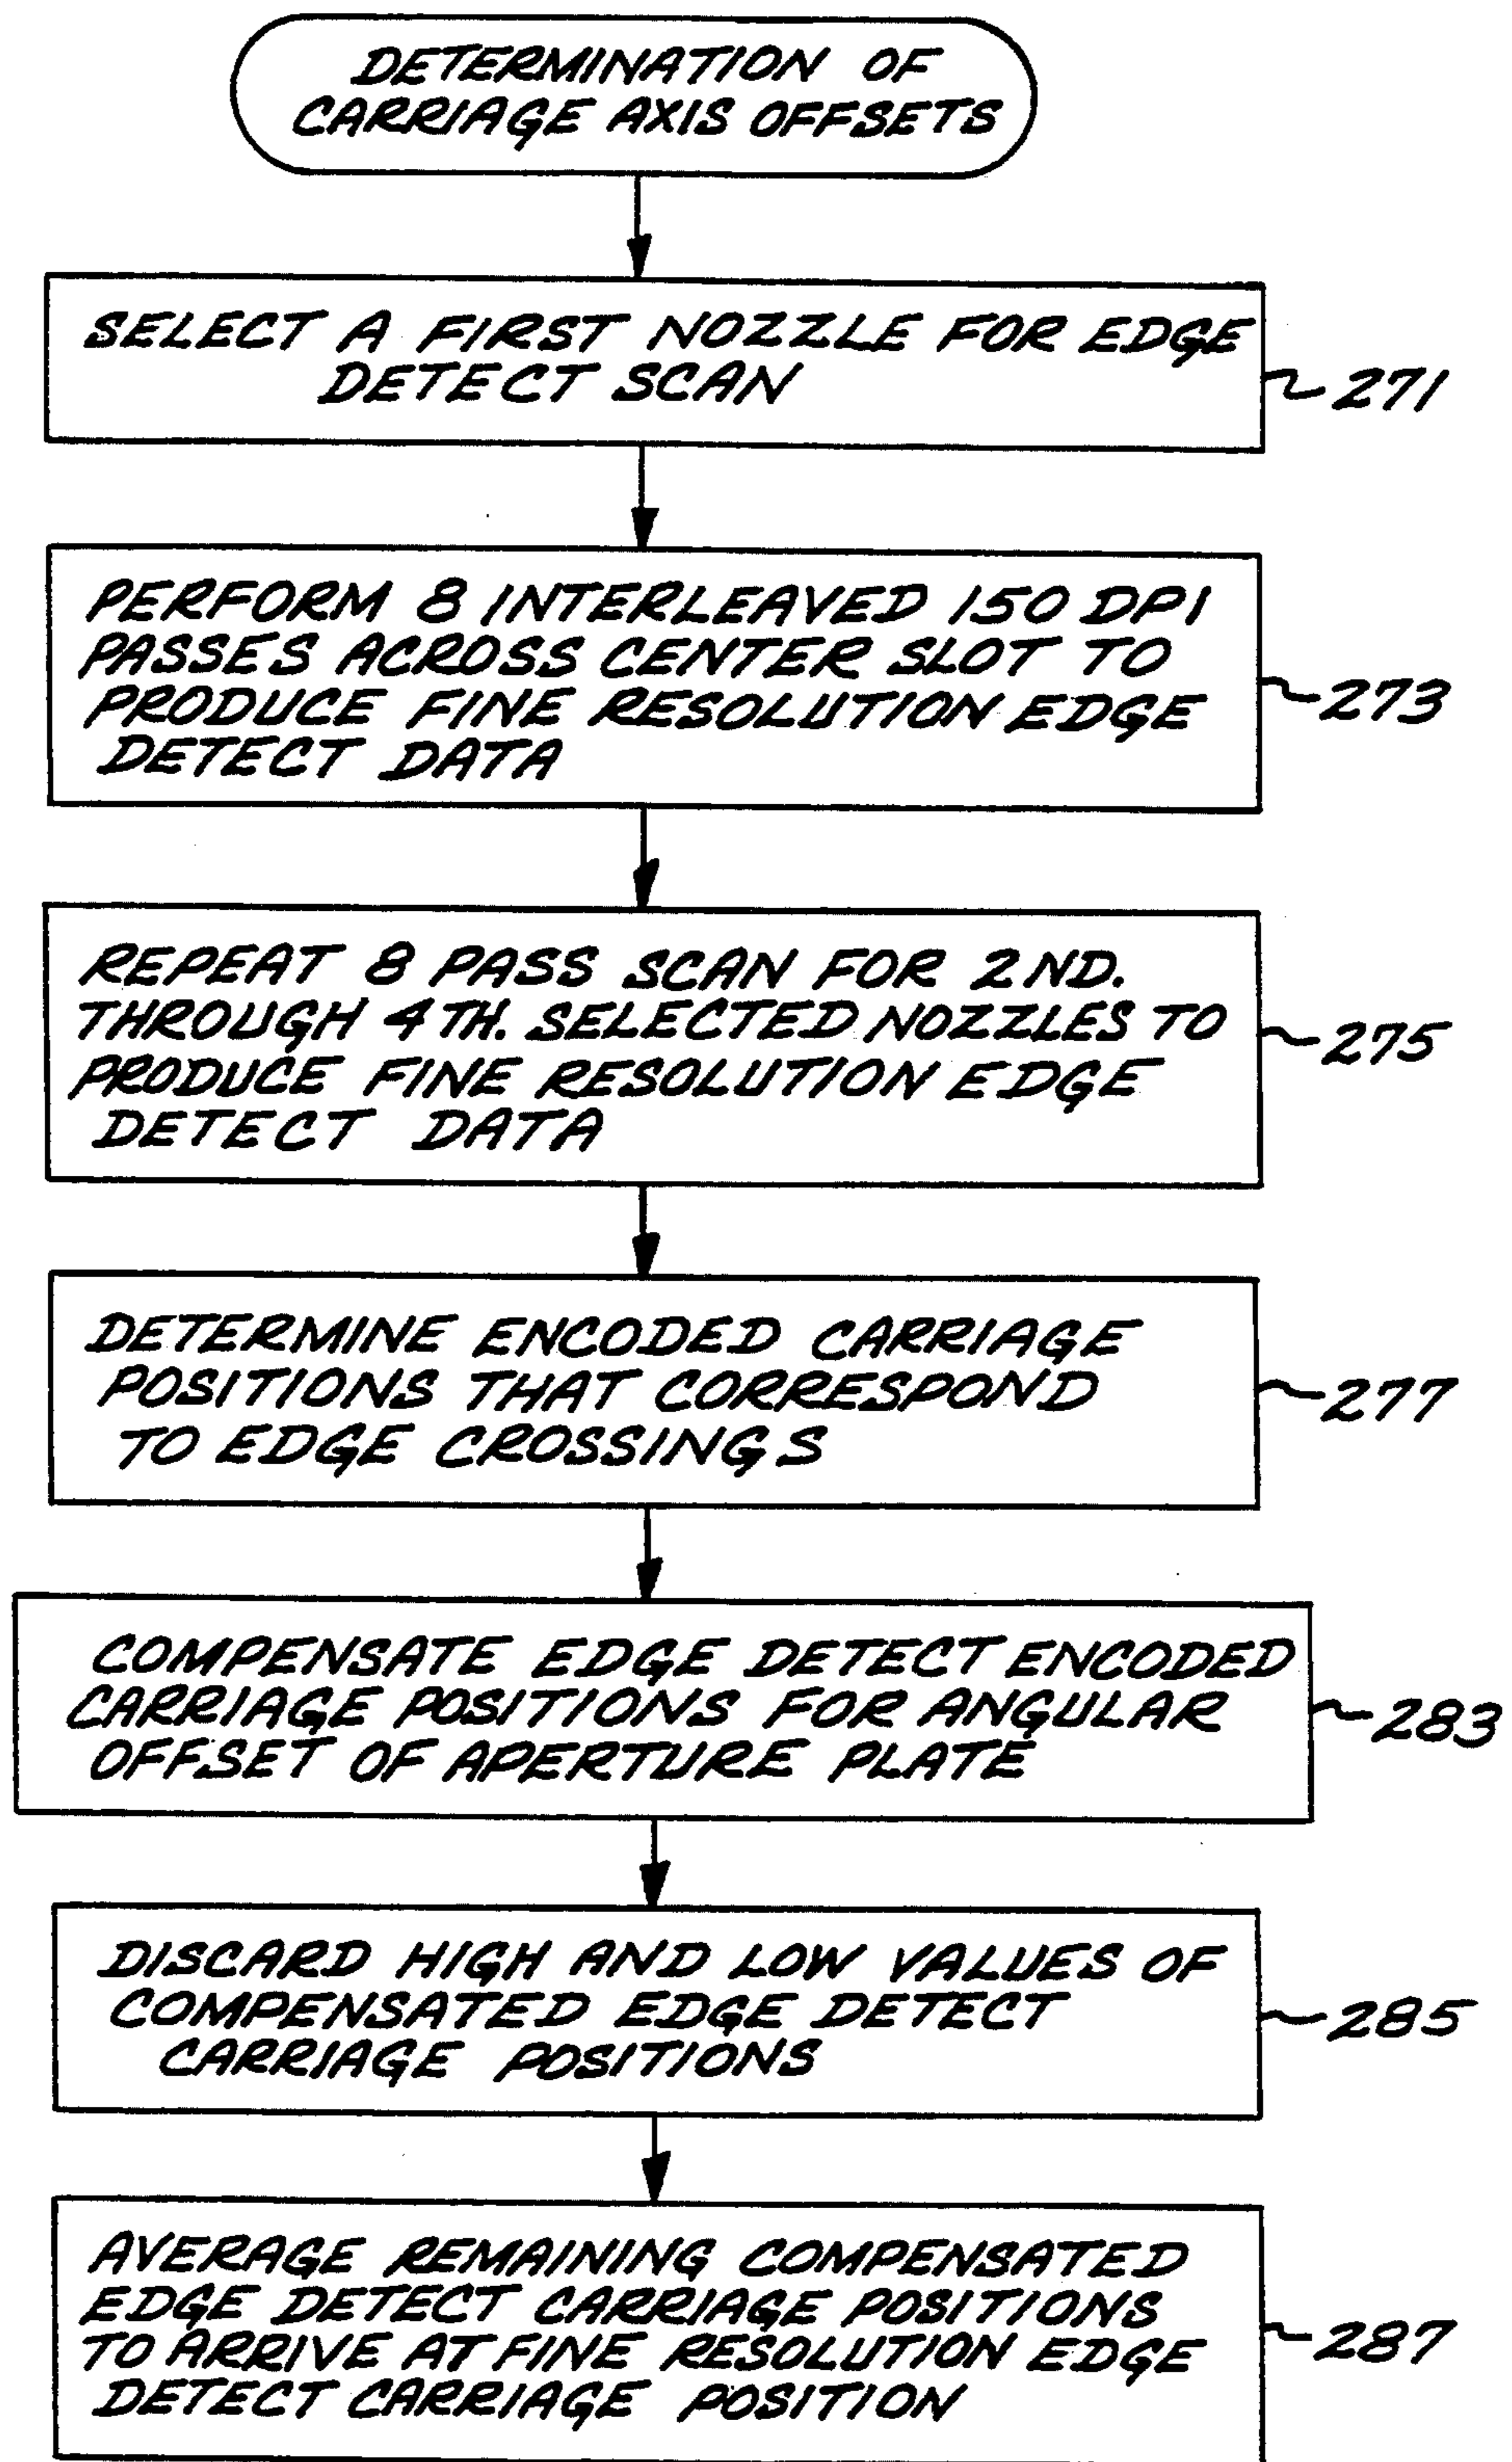 DETERMINATION OF
CARRIAGE AXIS OFFSETS
SELECT A FIRST NOZZLE FOR EDGE
DETECT SCAN
271
PERFORM 8 INTERLEAVED 150 DPI
PASSES ACROSS CENTER SLOT TO
PRODUCE FINE RESOLUTION EDGE
DETECT DATA
273
REPEAT 8 PASS SCAN FOR 2ND.
THROUGH 4TH. SELECTED NOZZLES TO
PRODUCE FINE RESOLUTION EDGE
DETECT DATA
275
DETERMINE ENCODED CARRIAGE
POSITIONS THAT CORRESPOND
TO EDGE CROSSINGS
277
COMPENSATE EDGE DETECT ENCODED
CARRIAGE POSITIONS FOR ANGULAR
OFFSET OF APERTURE PLATE
283
DISCARD HIGH AND LOW VALUES OF
COMPENSATED EDGE DETECT
CARRIAGE POSITIONS
285
AVERAGE REMAINING COMPENSATED
EDGE DETECT CARRIAGE POSITIONS
TO ARRIVE AT FINE RESOLUTION EDGE
DETECT CARRIAGE POSITION
287